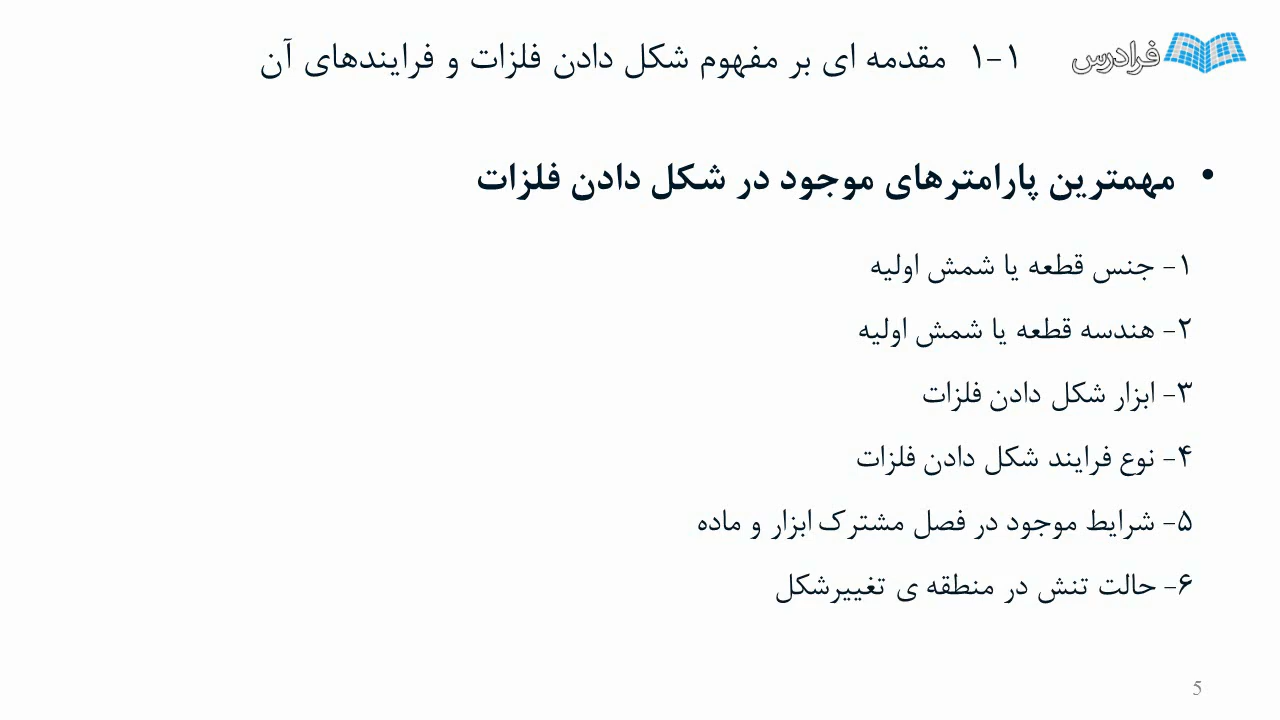 فرادرس
۱-۱ مقدمه ای بر مفهوم شکل دادن فلزات و فرایندهای آن
• مهمترین پارامترهای موجود در شکل دادن فلزات
۱- جنس قطعه یا شمش اولیه
۲- هندسه قطعه یا شمش اولیه
۳- ابزار شکل دادن فلزات
۴- نوع فرایند شکل دادن فلزات
۵- شرایط موجود در فصل مشترک ابزار و ماده
۶- حالت تنش در منطقه ی تغییرشکل
5